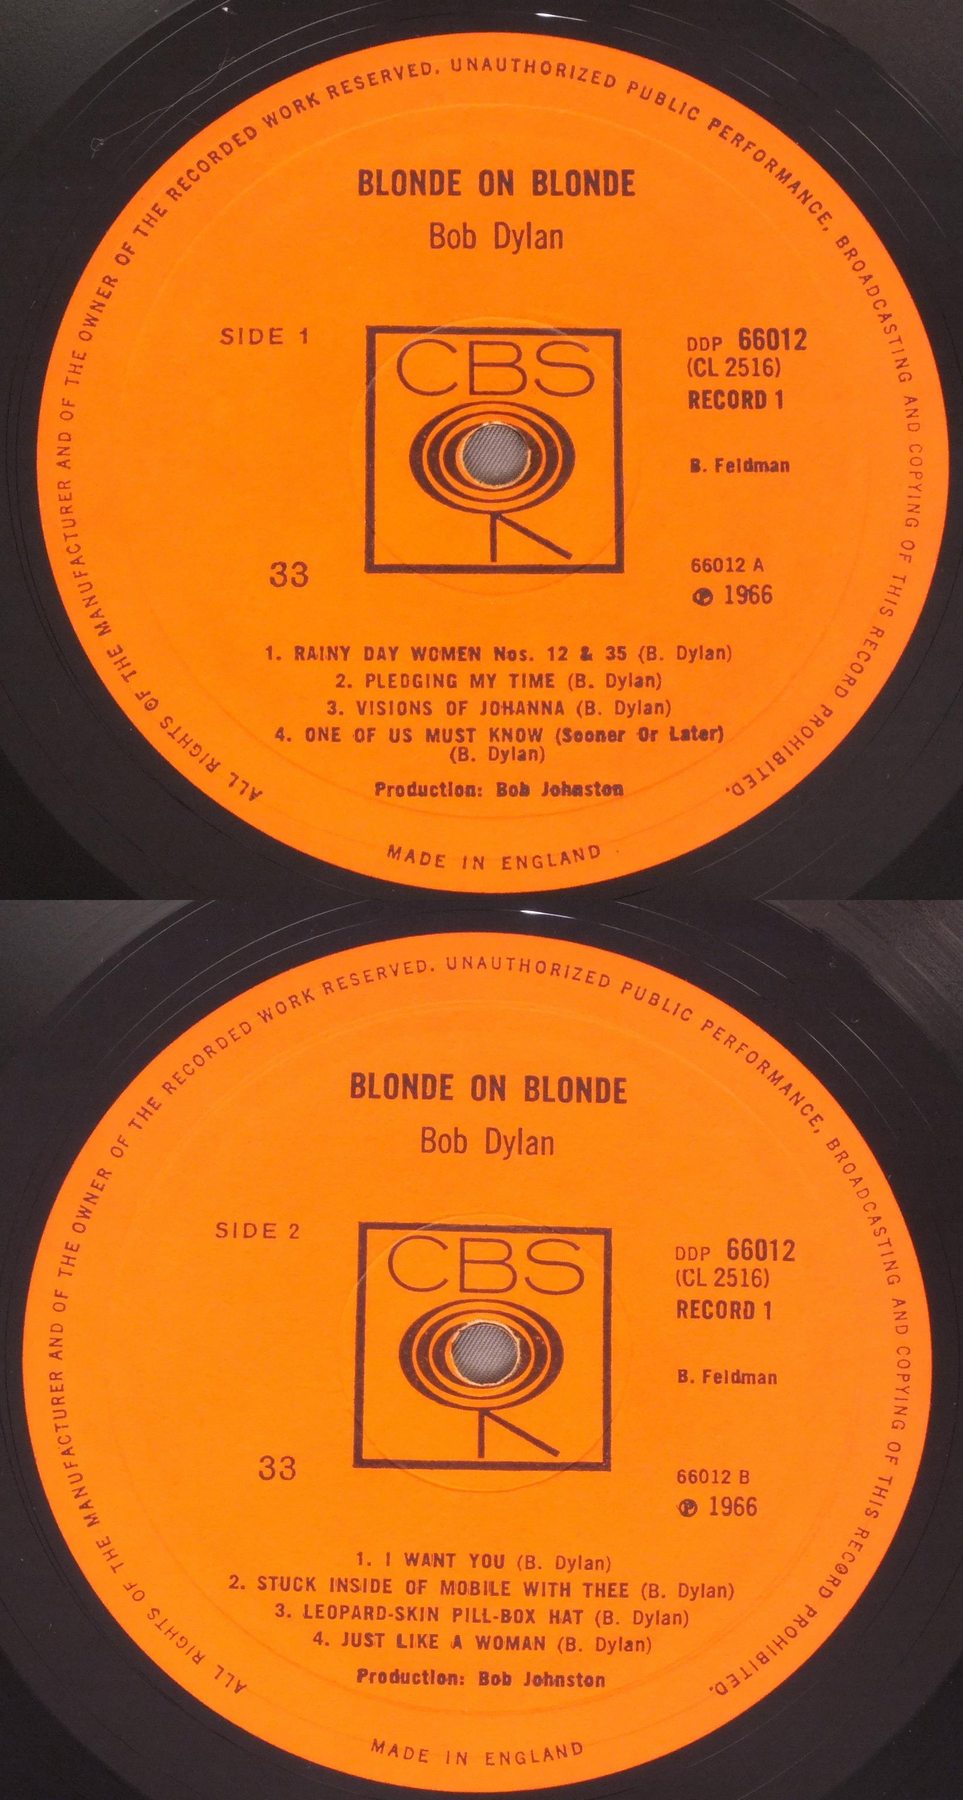 ALL RIGHTS OF THE MANUFACTURER AND OF THE OWNER OF THE RECORDED WORK RESERVED. UNAUTHORIZED PUBLIC PERFORMANCE, BROADCASTING AND COPYING OF THIS RECORD PROHIBITED.
BLONDE ON BLONDE
Bob Dylan
SIDE 1
CBS
DDP 66012
(CL 2516)
RECORD 1
B. Feldman
33
66012 A
℗ 1966
1. RAINY DAY WOMEN Nos. 12 & 35 (B. Dylan)
2. PLEDGING MY TIME (B. Dylan)
3. VISIONS OF JOHANNA (B. Dylan)
4. ONE OF US MUST KNOW (Sooner Or Later)
(B. Dylan)
Production: Bob Johnston
MADE IN ENGLAND
ALL RIGHTS OF THE MANUFACTURER AND OF THE OWNER OF THE RECORDED WORK RESERVED. UNAUTHORIZED PUBLIC PERFORMANCE, BROADCASTING AND COPYING OF THIS RECORD PROHIBITED.
BLONDE ON BLONDE
Bob Dylan
SIDE 2
CBS
DDP 66012
(CL 2516)
RECORD 1
B. Feldman
33
66012 B
℗ 1966
1. I WANT YOU (B. Dylan)
2. STUCK INSIDE OF MOBILE WITH THEE (B. Dylan)
3. LEOPARD-SKIN PILL-BOX HAT (B. Dylan)
4. JUST LIKE A WOMAN (B. Dylan)
Production: Bob Johnston
MADE IN ENGLAND